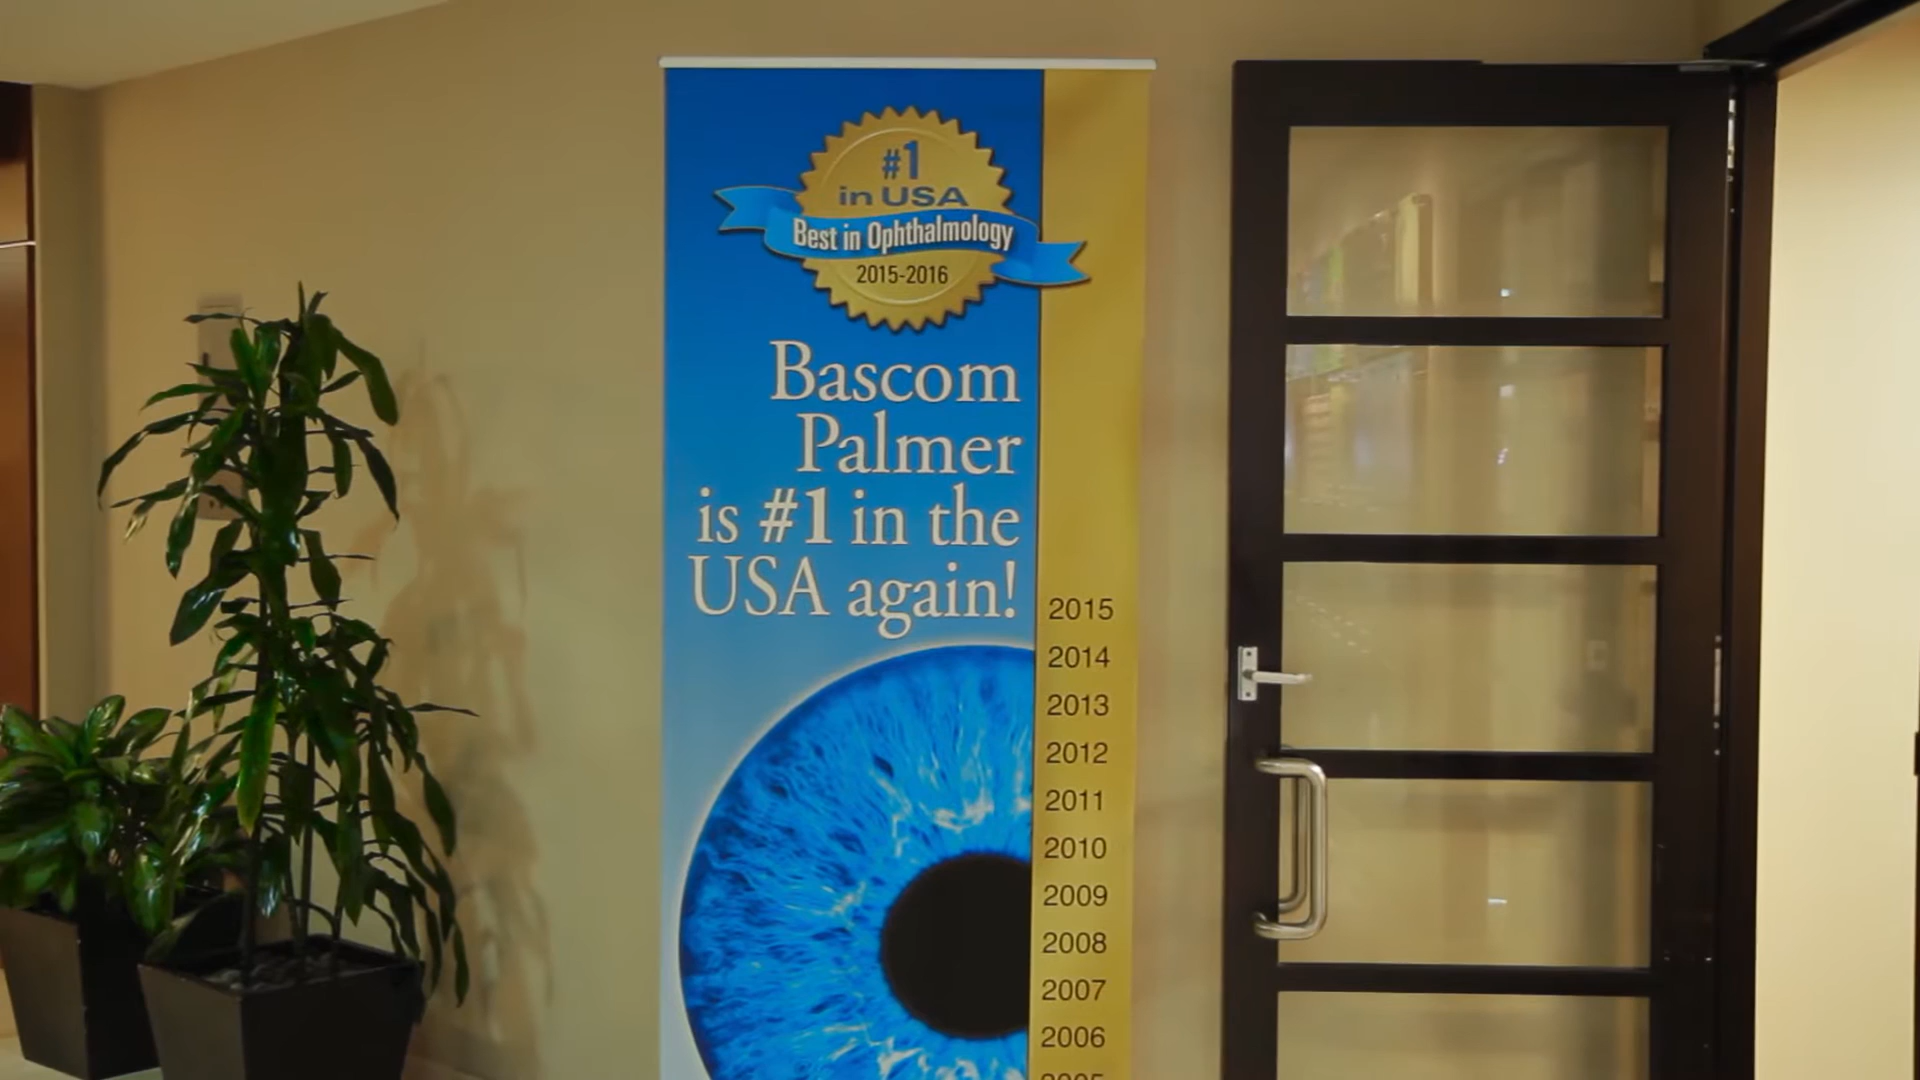 #1
in USA
Best in Ophthalmology
2015-2016
Bascom
Palmer
is #1 in the
USA again!
2015
2014
2013
2012
2011
2010
2009
2008
2007
2006